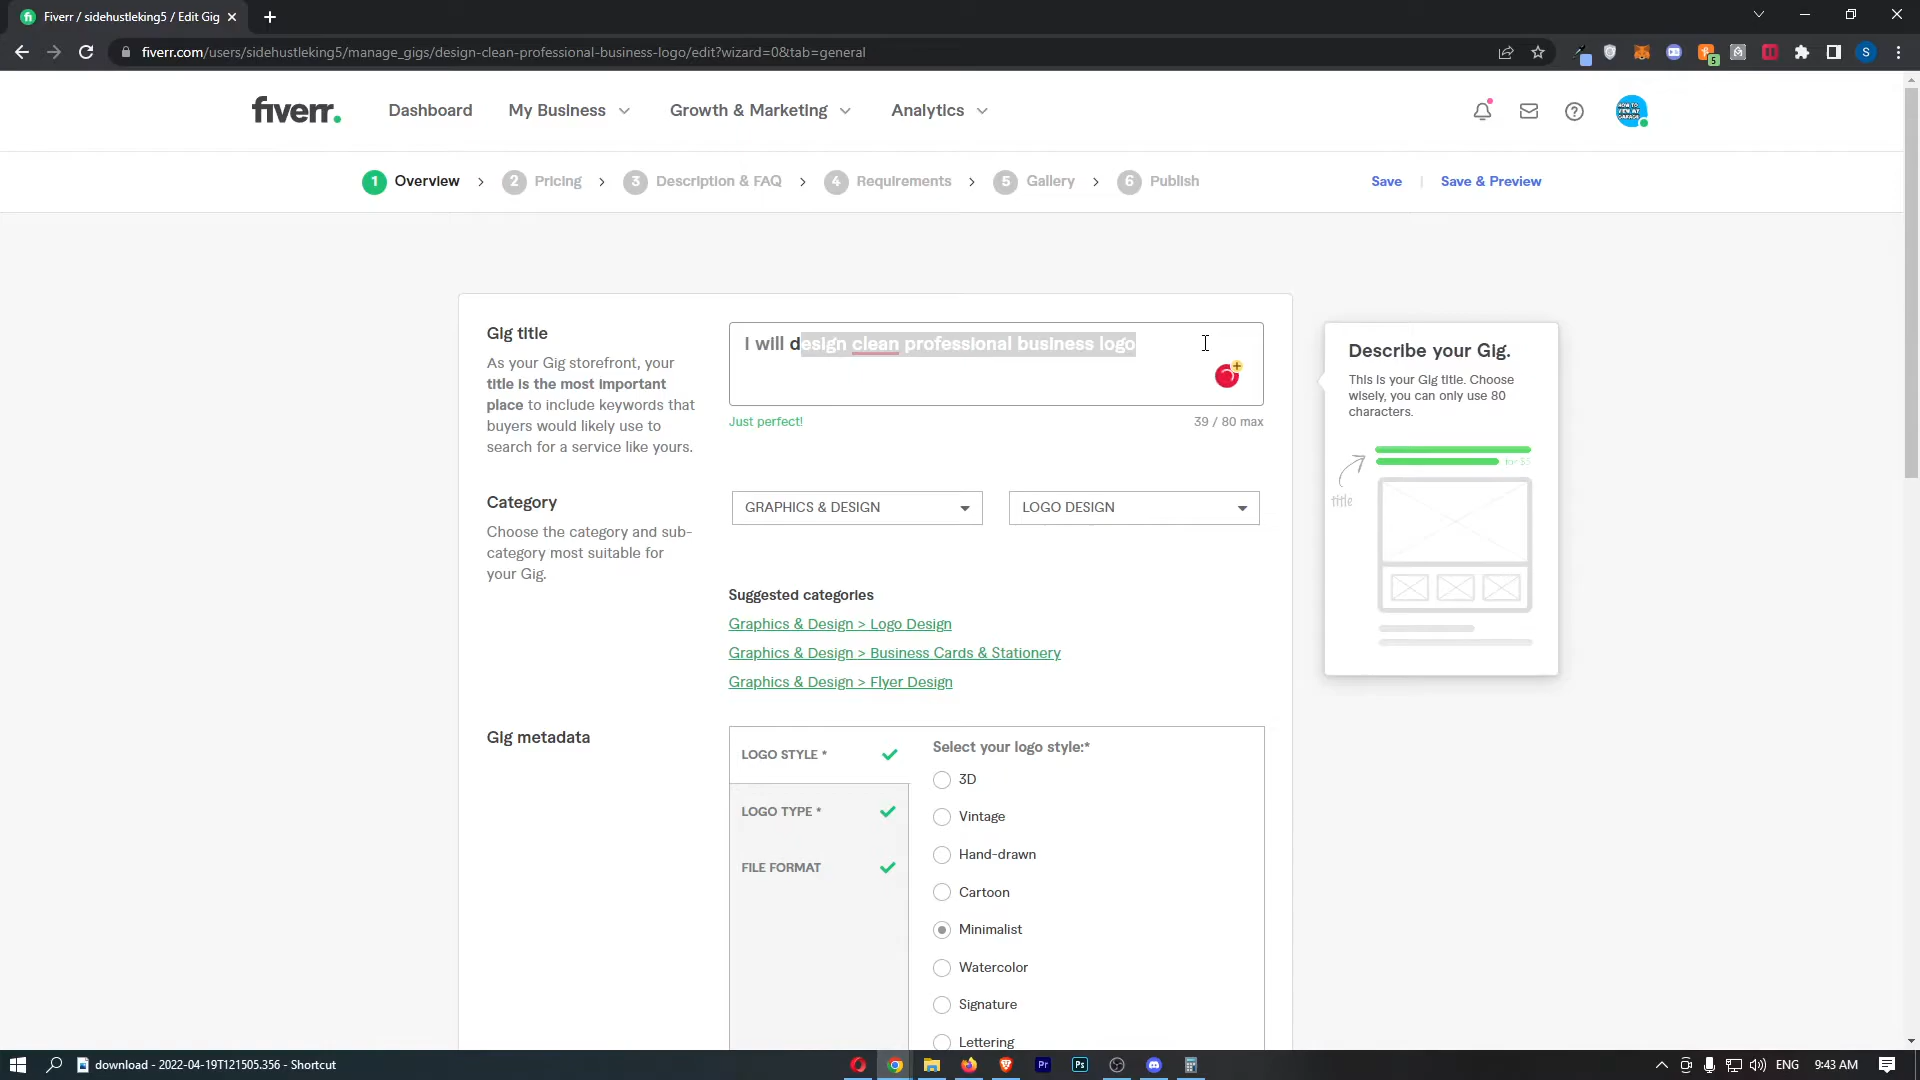 Fiverr / sidehustleking5 / Edit Gig
fiverr.com/users/sidehustleking5/manage_gigs/design-clean-professional-business-logo/edit?wizard=0&tab=general
5
S
fiverr.
Dashboard
My Business
Growth & Marketing
Analytics
1 Overview
2 Pricing
3 Description & FAQ
4 Requirements
5 Gallery
6 Publish
Save
Save & Preview
Gig title
As your Gig storefront, your
title is the most important
place to include keywords that
buyers would likely use to
search for a service like yours.
I will design clean professional business logo
Just perfect!
39 / 80 max
Describe your Gig.
This is your Gig title. Choose
wisely, you can only use 80
characters.
for $5
title
Category
Choose the category and sub-
category most suitable for
your Gig.
GRAPHICS & DESIGN
LOGO DESIGN
Suggested categories
Graphics & Design > Logo Design
Graphics & Design > Business Cards & Stationery
Graphics & Design > Flyer Design
Gig metadata
LOGO STYLE *
LOGO TYPE *
FILE FORMAT
Select your logo style:*
3D
Vintage
Hand-drawn
Cartoon
Minimalist
Watercolor
Signature
Lettering
download - 2022-04-19T121505.356 - Shortcut
Pr
Ps
ENG
9:43 AM